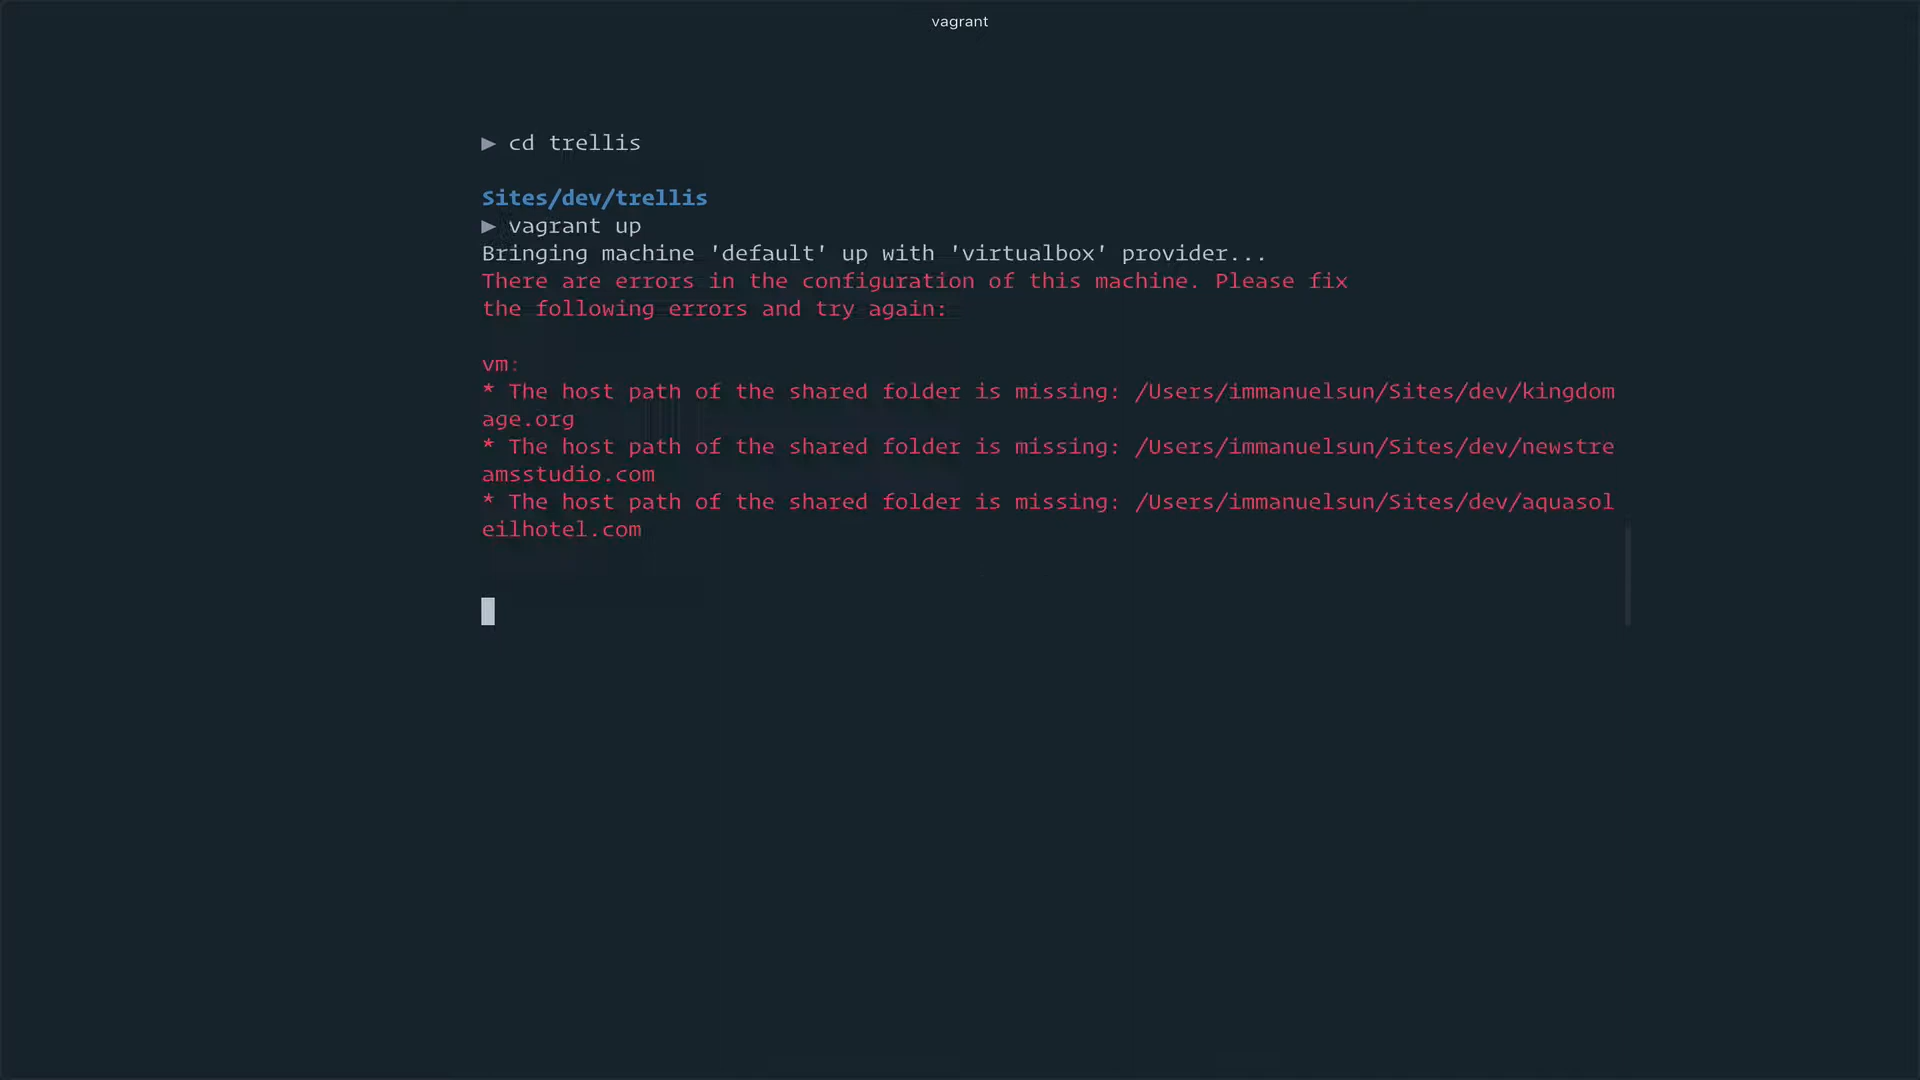 vagrant
▶ cd trellis
Sites/dev/trellis
▶ vagrant up
Bringing machine 'default' up with 'virtualbox' provider...
There are errors in the configuration of this machine. Please fix
the following errors and try again:
vm:
* The host path of the shared folder is missing: /Users/immanuelsun/Sites/dev/kingdom
age.org
* The host path of the shared folder is missing: /Users/immanuelsun/Sites/dev/newstre
amsstudio.com
* The host path of the shared folder is missing: /Users/immanuelsun/Sites/dev/aquasol
eilhotel.com